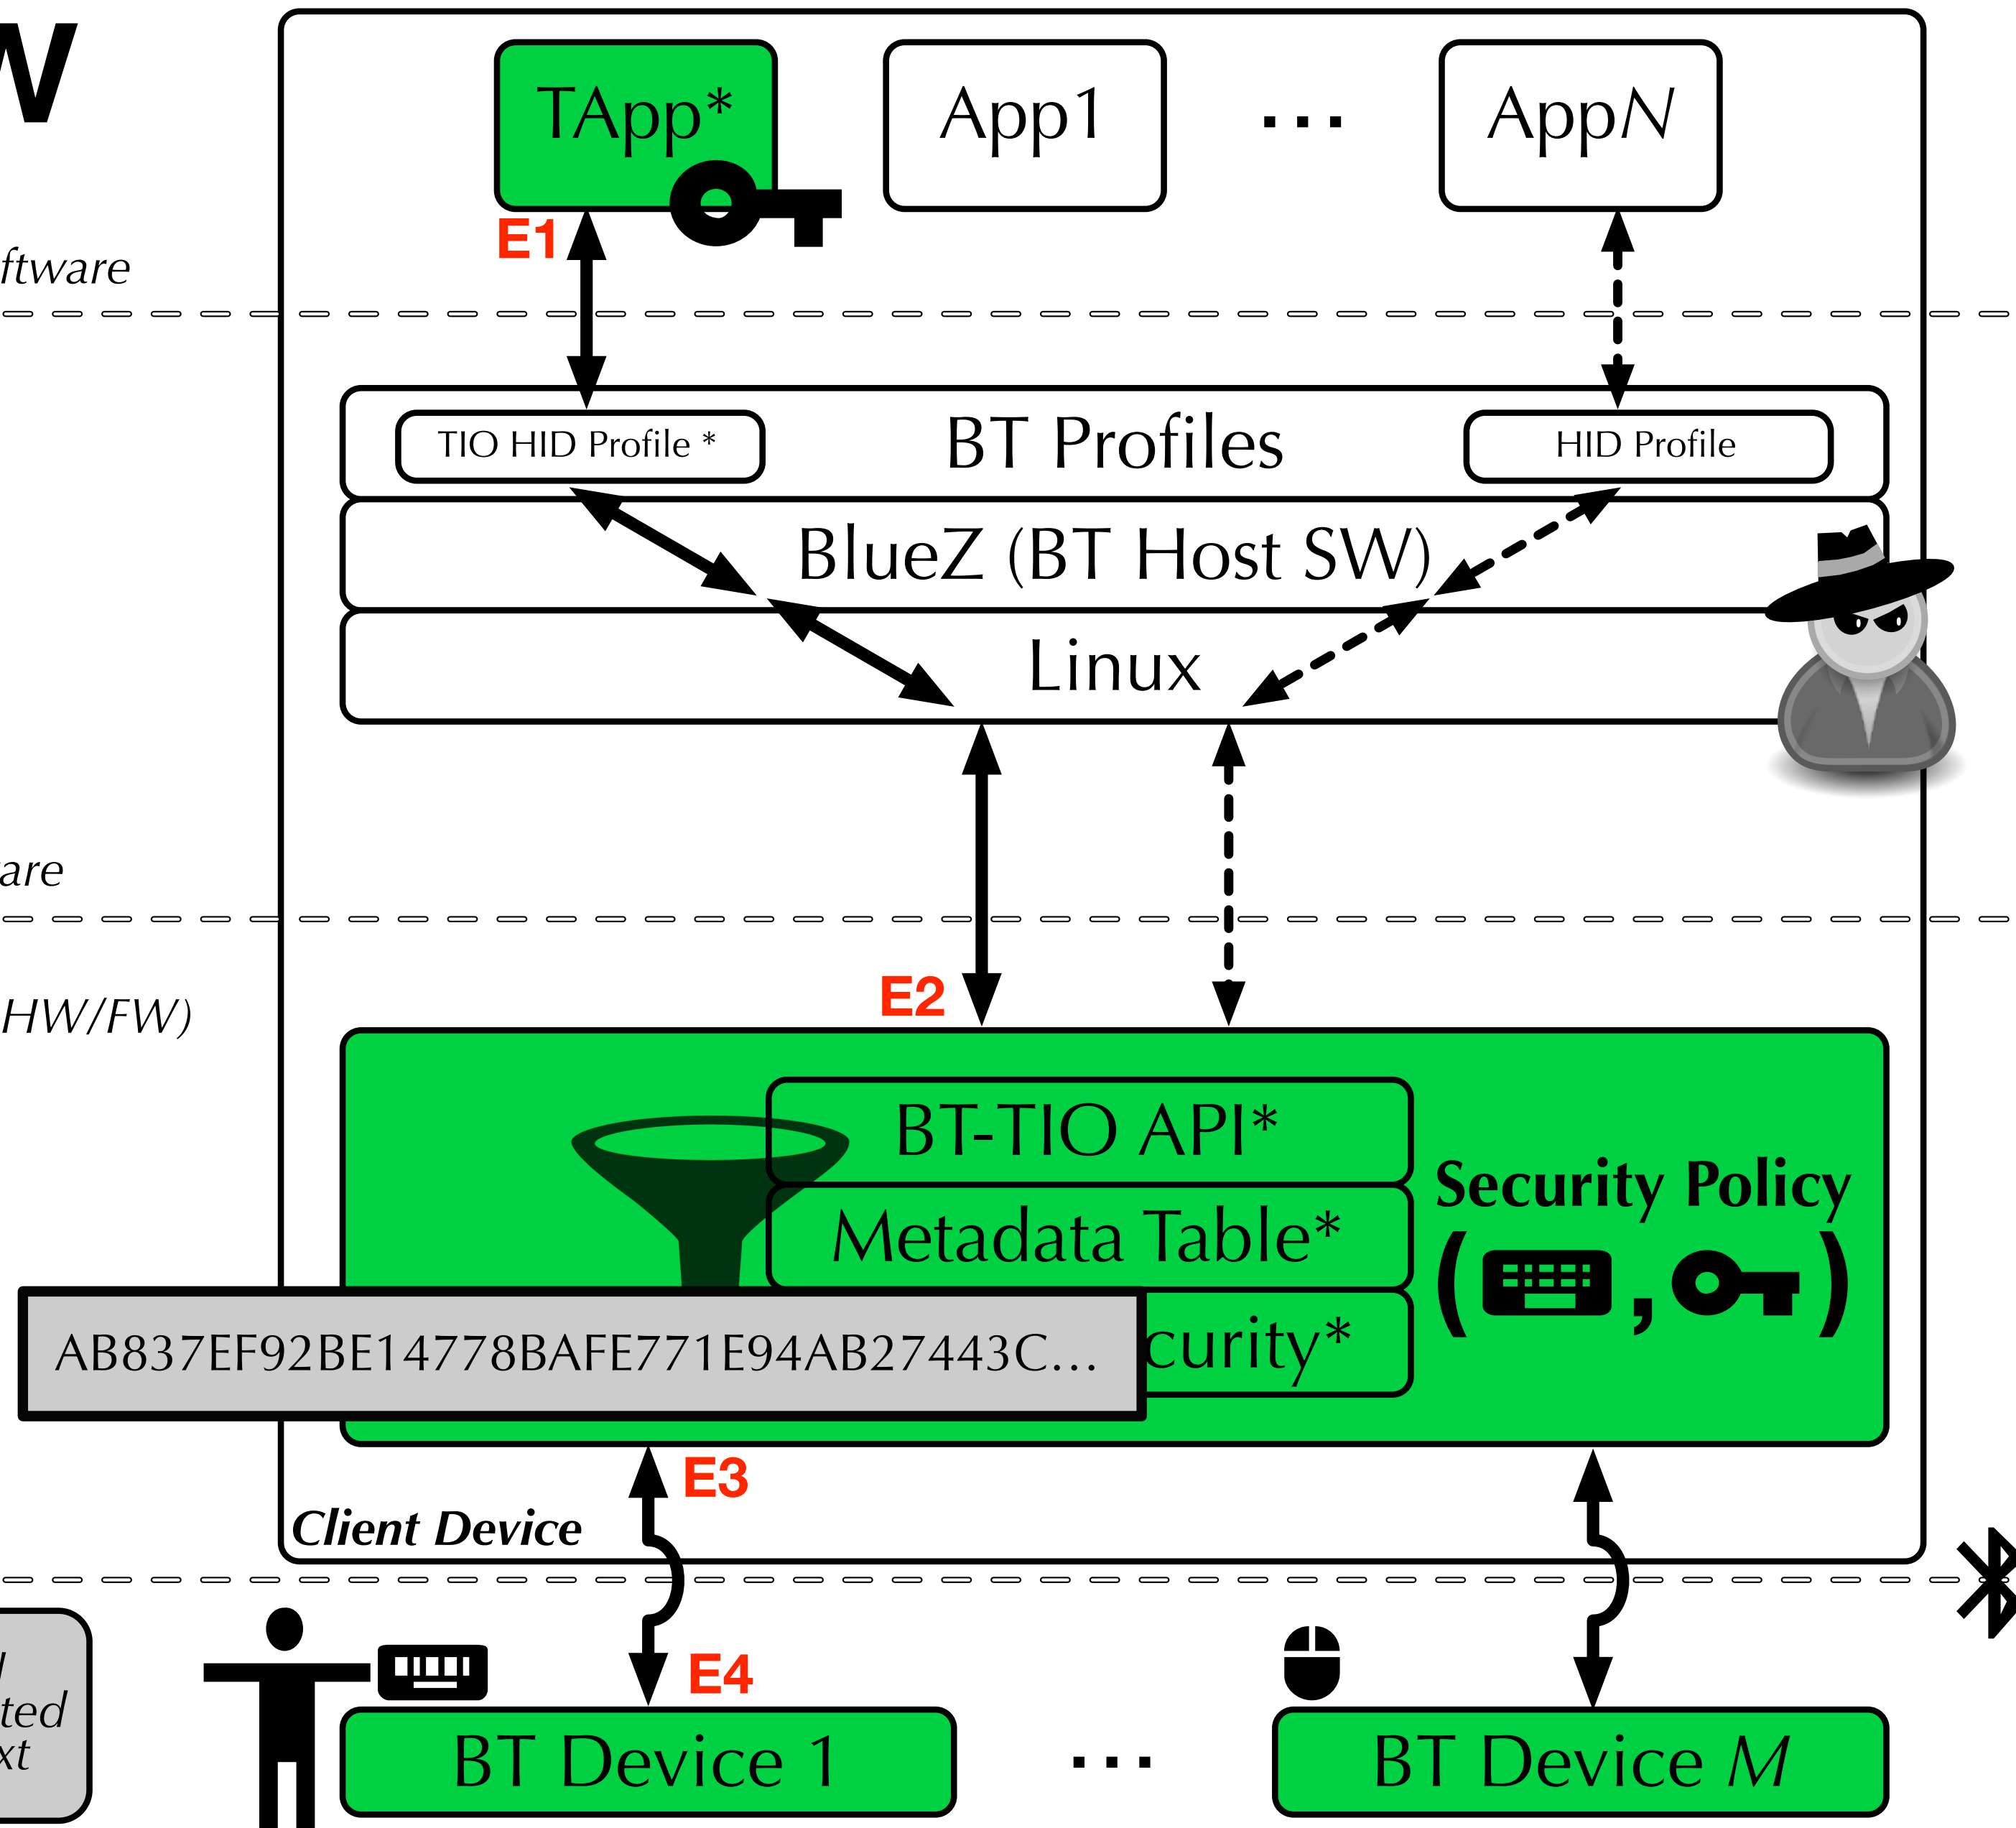 W
TApp*
App1
...
AppN
E1
ftware
TIO HID Profile *
BT Profiles
HID Profile
BlueZ (BT Host SW)
Linux
are
E2
HW/FW)
BT-TIO API*
Security Policy
Metadata Table*
( , )
AB837EF92BE14778BAFE771E94AB27443C...
curity*
E3
Client Device
E4
ted
xt
BT Device 1
...
BT Device M